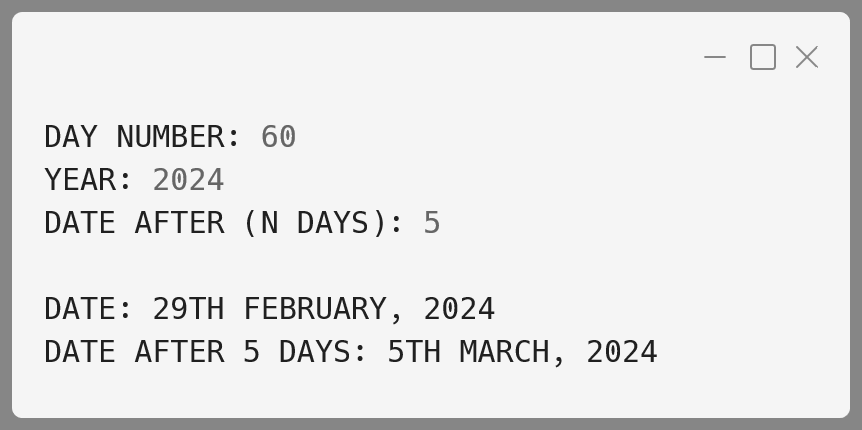 DAY NUMBER: 60
YEAR: 2024
DATE AFTER (N DAYS): 5
DATE: 29TH FEBRUARY, 2024
DATE AFTER 5 DAYS: 5TH MARCH, 2024